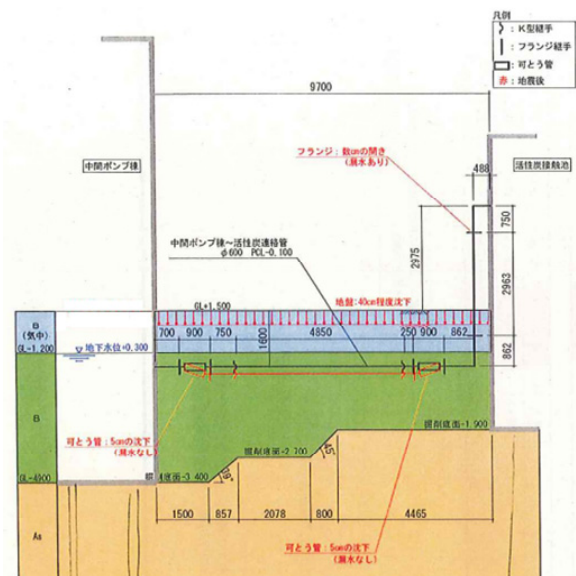 凡例
: K型継手
: フランジ継手
: 可とう管
赤 : 地震後
9700
フランジ : 数cmの開き
(漏水あり)
488
中間ポンプ棟
活性炭接触池
750
中間ポンプ棟～活性炭連絡管
φ600 PCL-0.100
2975
2963
地盤:40cm程度沈下
GL+1.500
B
(気中)
700
900
750
1600
4850
250
900
862
862
GL-1.200
地下水位+0.300
B
可とう管 : 5cmの沈下
(漏水なし)
掘削底面-1.900
掘削底面-2.700
45°
39°
掘削底面-3.400
GL-4900
As
1500
857
2078
800
4465
可とう管 : 5cmの沈下
(漏水なし)